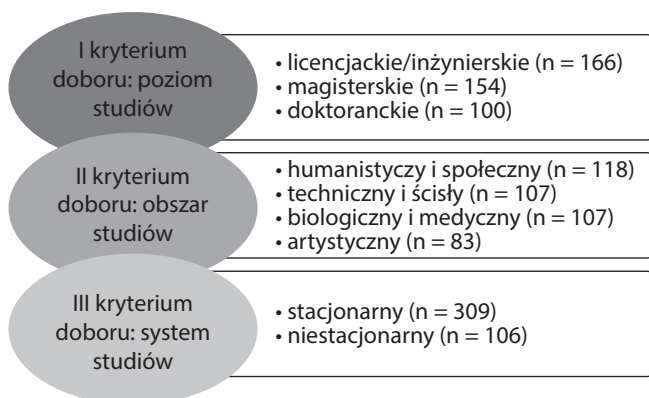 I kryterium
doboru: poziom
studiów
• licencjackie/inżynierskie (n = 166)
• magisterskie (n = 154)
• doktoranckie (n = 100)
II kryterium
doboru: obszar
studiów
• humanistyczy i społeczny (n = 118)
• techniczny i ścisły (n = 107)
• biologiczny i medyczny (n = 107)
• artystyczny (n = 83)
III kryterium
doboru: system
studiów
• stacjonarny (n = 309)
• niestacjonarny (n = 106)